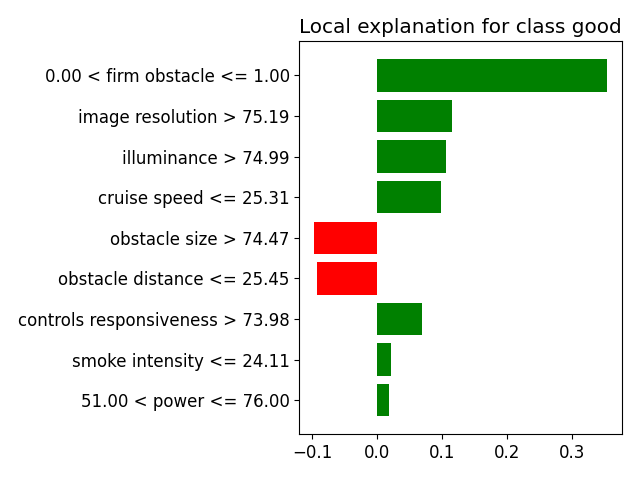 Local explanation for class good
0.00 < firm obstacle <= 1.00
image resolution > 75.19
illuminance > 74.99
cruise speed <= 25.31
obstacle size > 74.47
obstacle distance <= 25.45
controls responsiveness > 73.98
smoke intensity <= 24.11
51.00 < power <= 76.00
−0.1 0.0 0.1 0.2 0.3